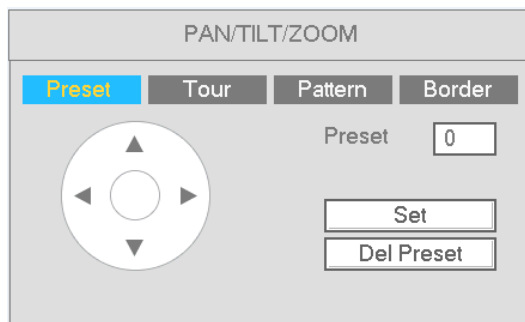 PAN/TILT/ZOOM
Preset Tour Pattern Border
Preset 0
Set
Del Preset